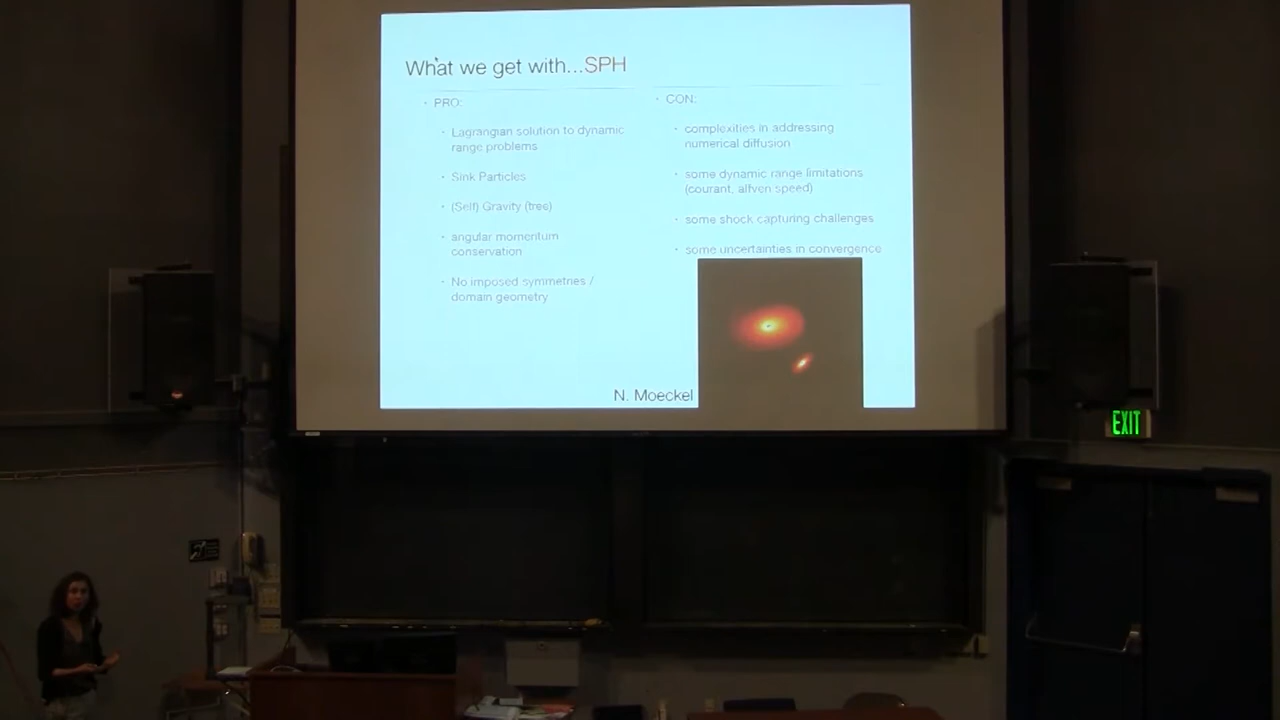 What we get with...SPH
· PRO:
· Lagrangian solution to dynamic
range problems
· Sink Particles
· (Self) Gravity (tree)
· angular momentum
conservation
· No imposed symmetries /
domain geometry
· CON:
· complexities in addressing
numerical diffusion
· some dynamic range limitations
(courant, alfven speed)
· some shock capturing challenges
· some uncertainties in convergence
N. Moeckel
EXIT